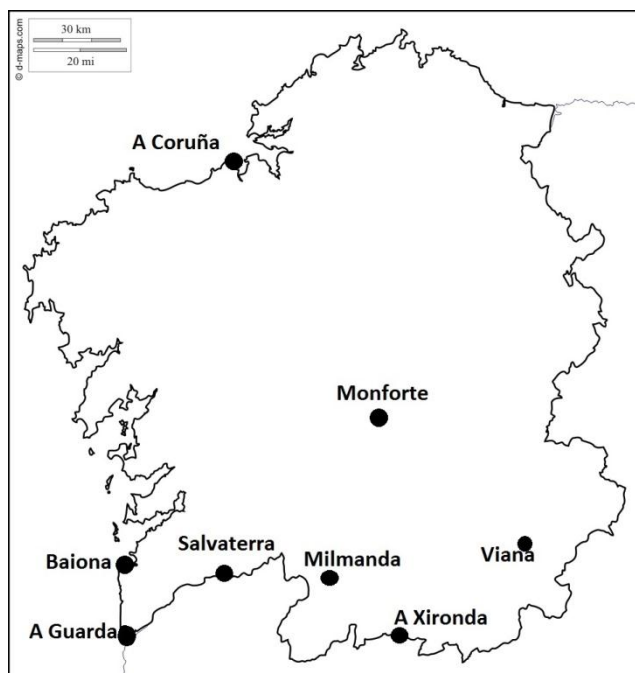 30 km
20 mi
© d-maps.com
A Coruña
Monforte
Salvaterra
Baiona
Milmanda
Viana
A Guarda
A Xironda